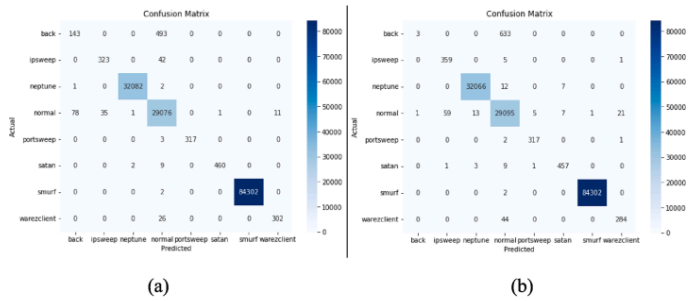 Confusion Matrix
back 143 0 0 493 0 0 0 0
ipsweep 0 323 0 42 0 0 0 0
neptune 1 0 32082 2 0 0 0 0
normal 78 35 1 29076 0 1 0 11
portsweep 0 0 0 3 317 0 0 0
satan 0 0 2 9 0 460 0 0
smurf 0 0 0 2 0 0 84302 0
warezclient 0 0 0 26 0 0 0 302
back ipsweep neptune normal portsweep satan smurf warezclient
Predicted
Actual
80000
70000
60000
50000
40000
30000
20000
10000
0
(a)
Confusion Matrix
back 3 0 0 633 0 0 0 0
ipsweep 0 359 0 5 0 0 0 1
neptune 0 0 32066 12 0 7 0 0
normal 1 59 13 29095 5 7 1 21
portsweep 0 0 0 2 317 0 0 1
satan 0 1 3 9 1 457 0 0
smurf 0 0 0 2 0 0 84302 0
warezclient 0 0 0 44 0 0 0 284
back ipsweep neptune normal portsweep satan smurf warezclient
Predicted
Actual
80000
70000
60000
50000
40000
30000
20000
10000
0
(b)